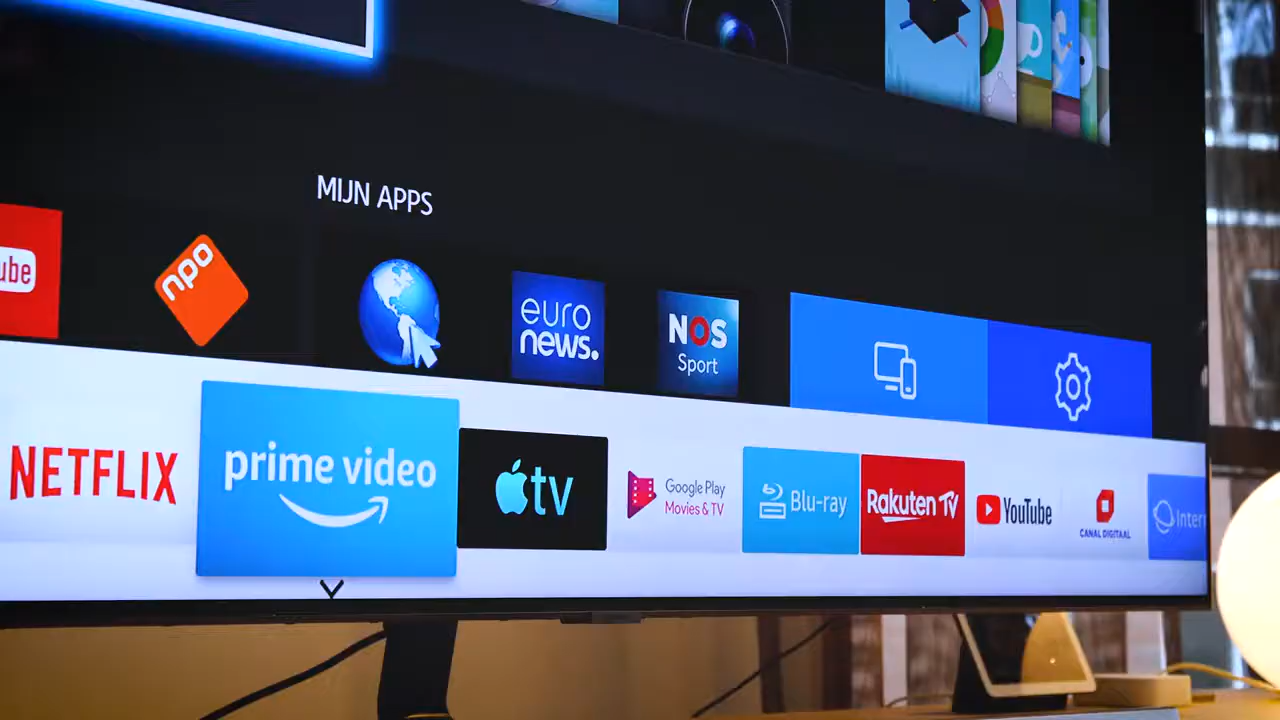 MIJN APPS
ube
npo
euro
news.
NOS
Sport
NETFLIX
prime video
tv
Google Play
Movies & TV
Blu-ray
Rakuten TV
YouTube
CANAL DIGITAAL
Inter